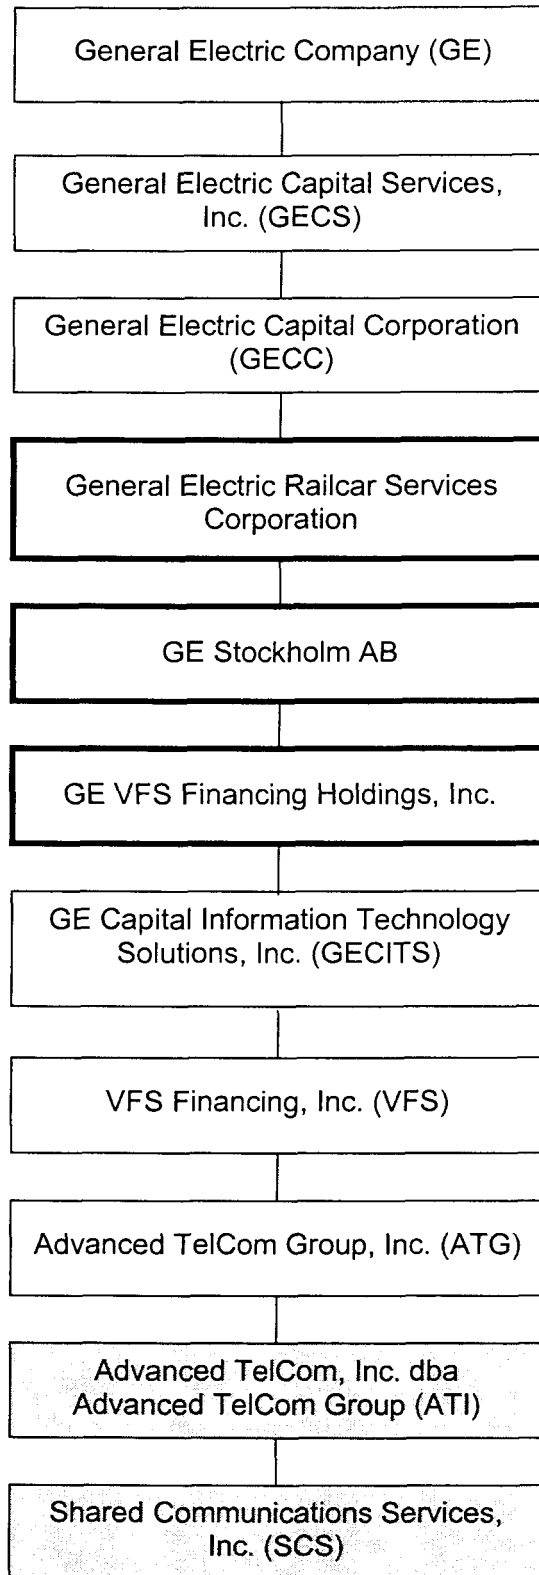 General Electric Company (GE)
General Electric Capital Services,
Inc. (GECS)
General Electric Capital Corporation
(GECC)
General Electric Railcar Services
Corporation
GE Stockholm AB
GE VFS Financing Holdings, Inc.
GE Capital Information Technology
Solutions, Inc. (GECITS)
VFS Financing, Inc. (VFS)
Advanced TelCom Group, Inc. (ATG)
Advanced TelCom, Inc. dba
Advanced TelCom Group (ATI)
Shared Communications Services,
Inc. (SCS)